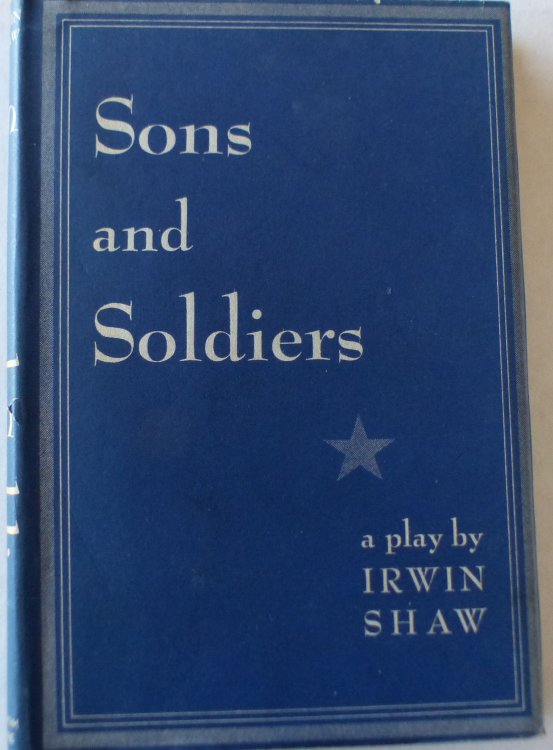 Sons
and
Soldiers
a play by
IRWIN
SHAW